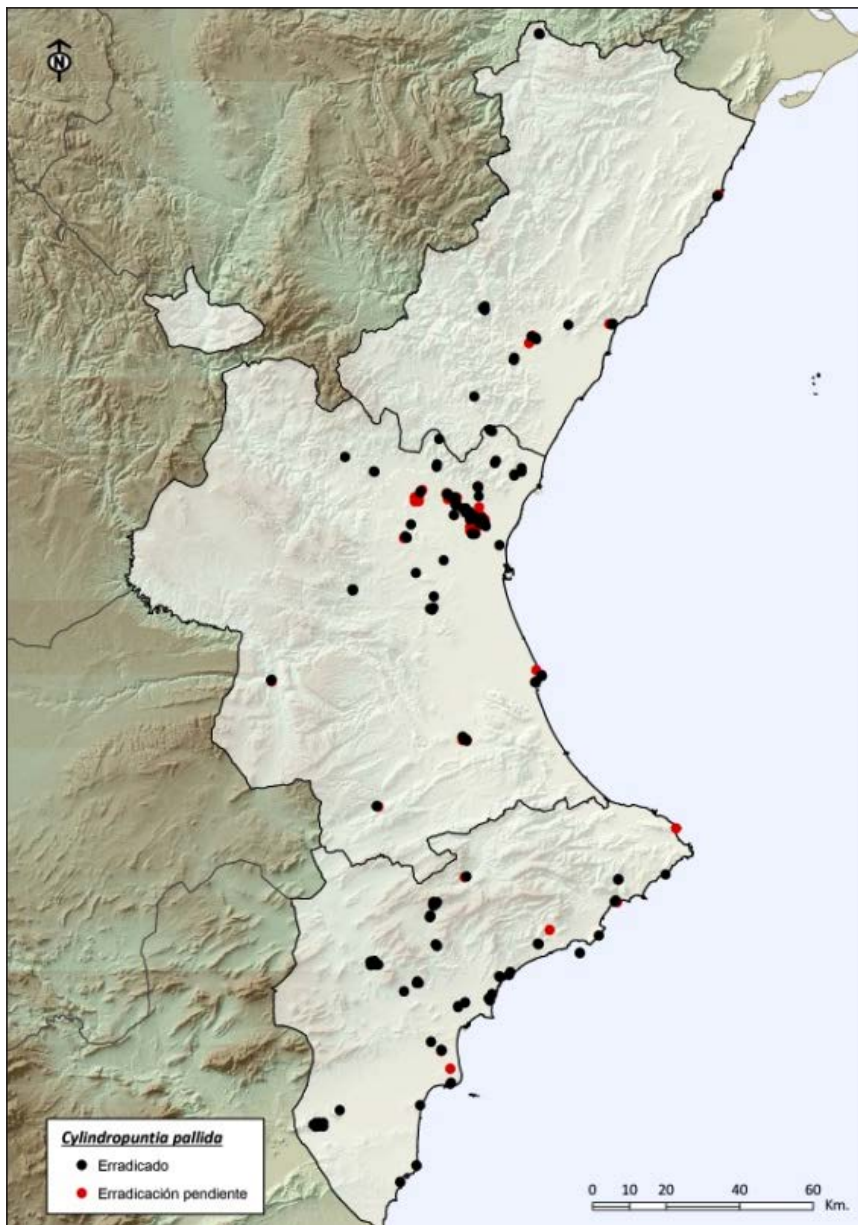 N
Cylindropuntia pallida
Erradicado
Erradicación pendiente
0 10 20 40 60
Km.